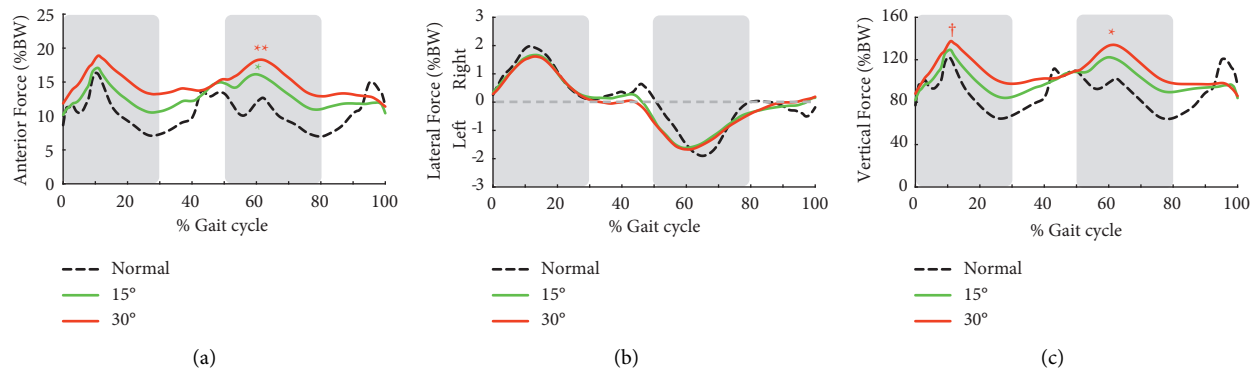 Anterior Force (%BW)
25
20
15
10
5
0
**
*
0 20 40 60 80 100
% Gait cycle
Normal
15°
30°
(a)
Lateral Force (%BW)
Left Right
3
2
1
0
-1
-2
-3
0 20 40 60 80 100
% Gait cycle
Normal
15°
30°
(b)
Vertical Force (%BW)
160
120
80
40
0
† *
0 20 40 60 80 100
% Gait cycle
Normal
15°
30°
(c)